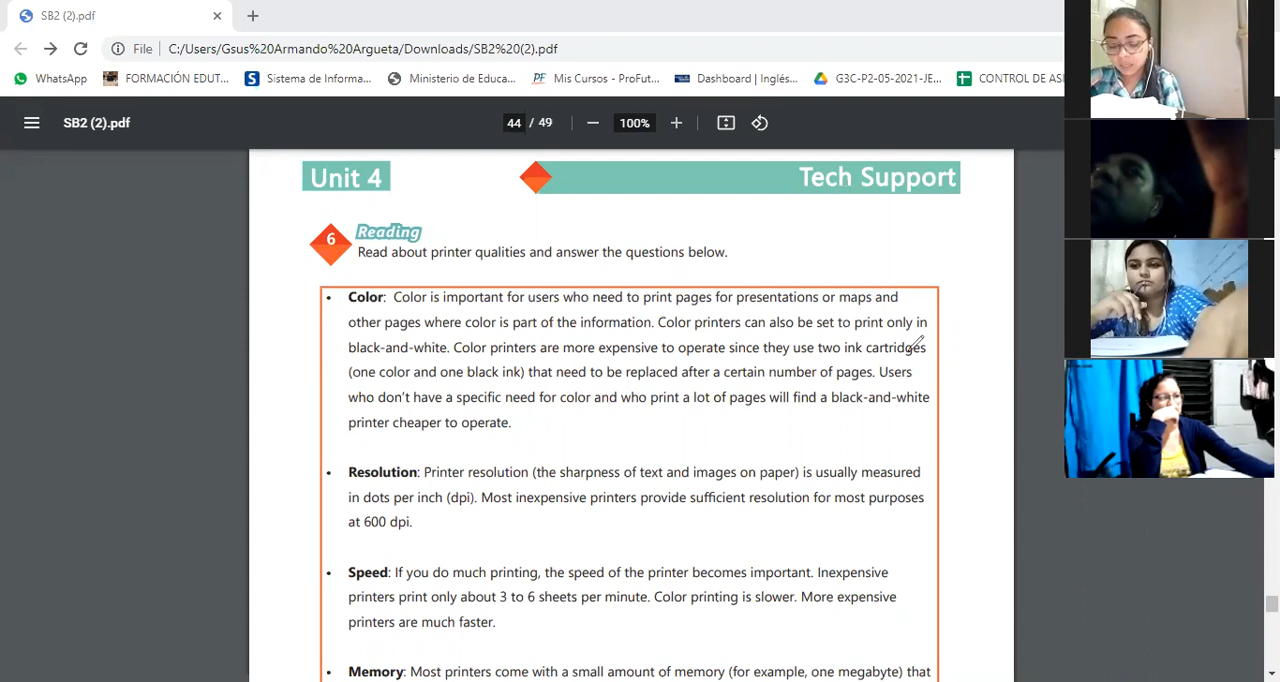 SB2 (2).pdf
File
C:/Users/Gsus%20Armando%20Argueta/Downloads/SB2%20(2).pdf
WhatsApp
FORMACIÓN EDUT...
Sistema de Informa...
Ministerio de Educa...
Mis Cursos - ProFut...
Dashboard | Inglés...
G3C-P2-05-2021-JE...
CONTROL DE ASI
SB2 (2).pdf
44 / 49
100%
Unit 4
Tech Support
6
Reading
Read about printer qualities and answer the questions below.
• Color: Color is important for users who need to print pages for presentations or maps and
other pages where color is part of the information. Color printers can also be set to print only in
black-and-white. Color printers are more expensive to operate since they use two ink cartridges
(one color and one black ink) that need to be replaced after a certain number of pages. Users
who don't have a specific need for color and who print a lot of pages will find a black-and-white
printer cheaper to operate.
• Resolution: Printer resolution (the sharpness of text and images on paper) is usually measured
in dots per inch (dpi). Most inexpensive printers provide sufficient resolution for most purposes
at 600 dpi.
• Speed: If you do much printing, the speed of the printer becomes important. Inexpensive
printers print only about 3 to 6 sheets per minute. Color printing is slower. More expensive
printers are much faster.
• Memory: Most printers come with a small amount of memory (for example, one megabyte) that